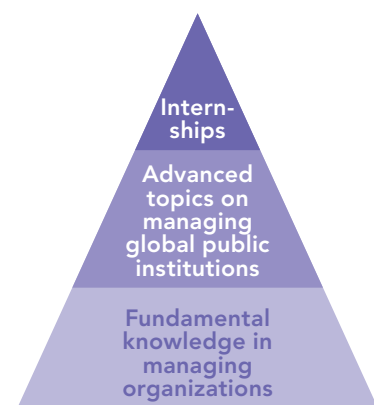 Intern-
ships
Advanced
topics on
managing
global public
institutions
Fundamental
knowledge in
managing
organizations